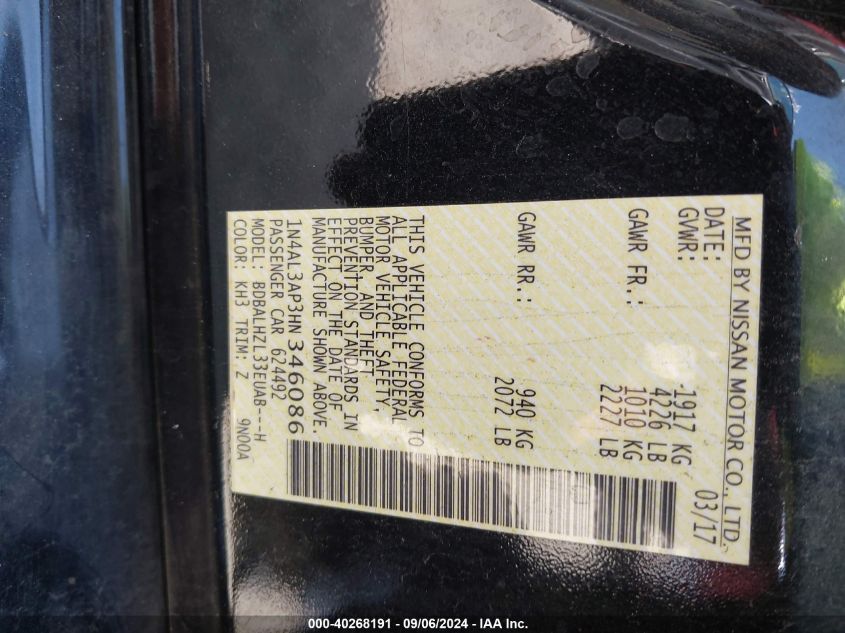 MFD BY NISSAN MOTOR CO., LTD.
DATE: 03/17
GVWR: 1917 KG
4226 LB
GAWR FR.: 1010 KG
2227 LB
GAWR RR.: 940 KG
2072 LB
THIS VEHICLE CONFORMS TO
ALL APPLICABLE FEDERAL
MOTOR VEHICLE SAFETY
BUMPER, AND THEFT
PREVENTION STANDARDS IN
EFFECT ON THE DATE OF
MANUFACTURE SHOWN ABOVE.
1N4AL3AP3HN346086
PASSENGER CAR 624492
MODEL: BDBALHZL33EUAB---H
COLOR: KH3 TRIM: Z 9N00A
000-40268191 - 09/06/2024 - IAA Inc.